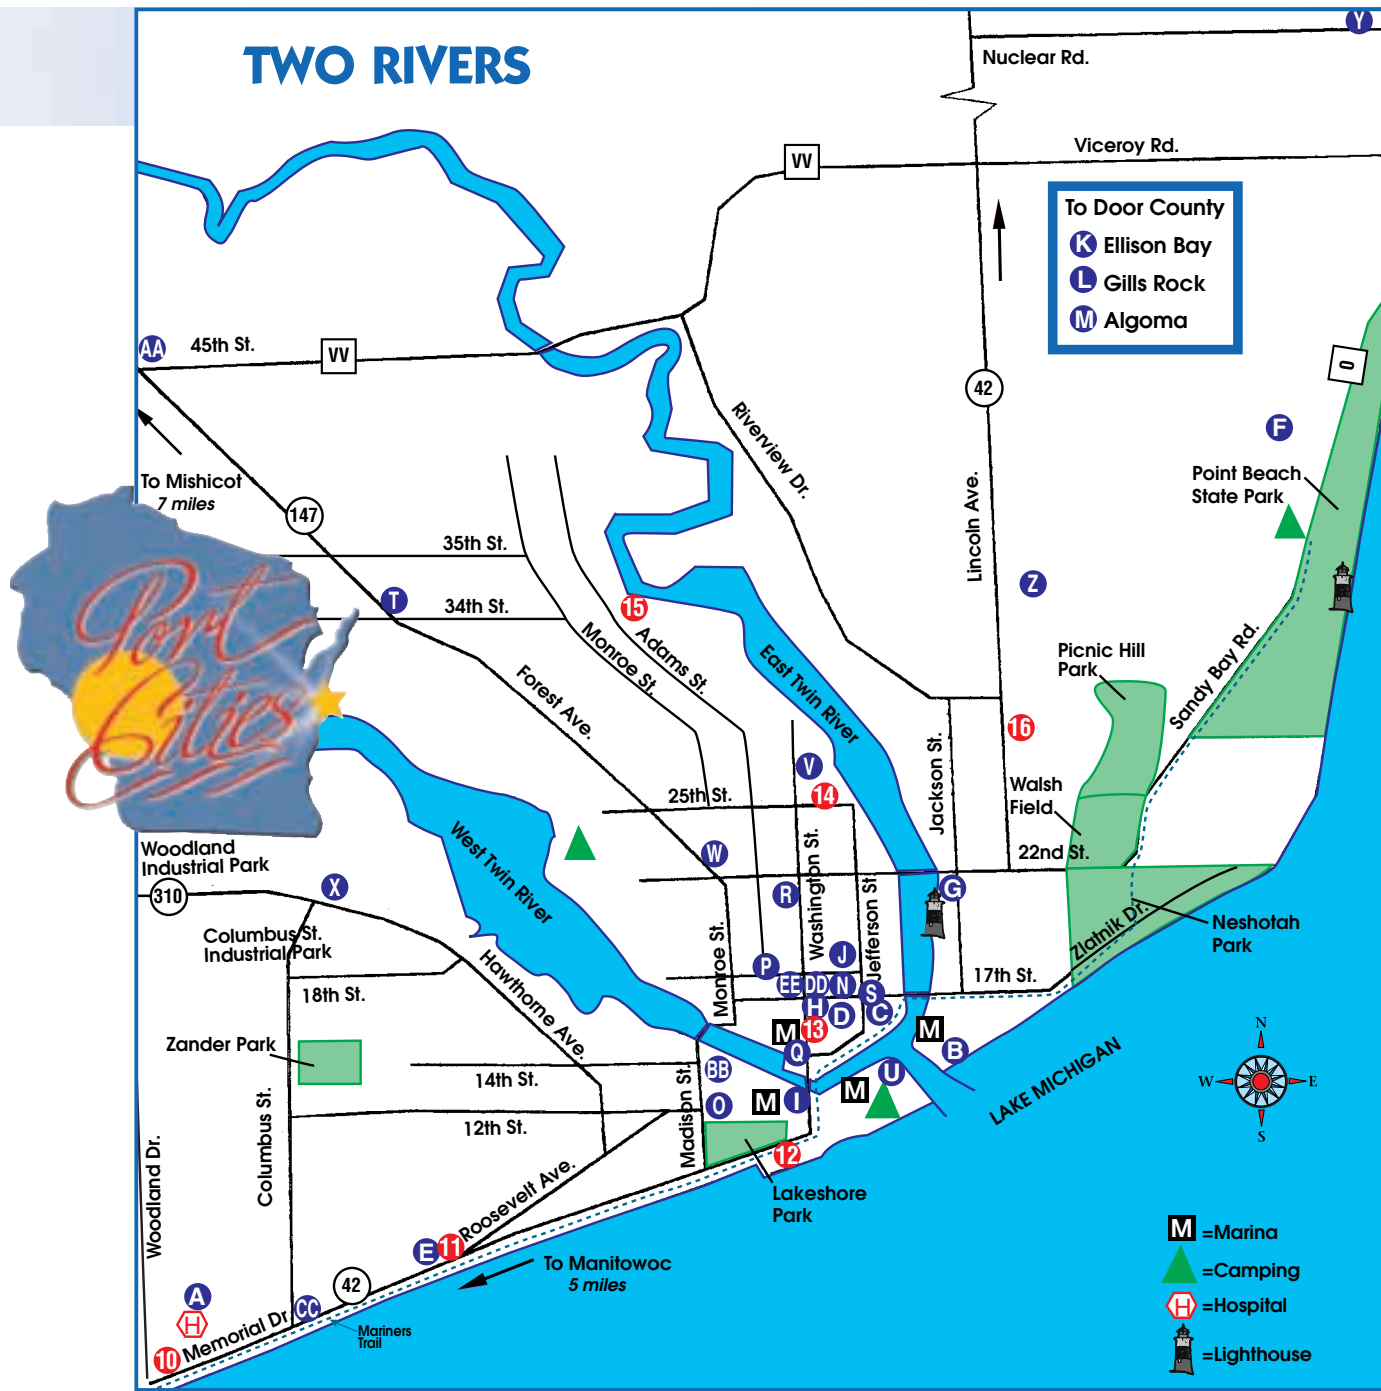 TWO RIVERS
Y
Nuclear Rd.
Viceroy Rd.
VV
To Door County
K Ellison Bay
L Gills Rock
M Algoma
AA
45th St.
VV
O
42
F
Riverview Dr.
To Mishicot
7 miles
Point Beach
State Park
147
35th St.
Lincoln Ave.
Z
T
34th St.
15
Adams St.
Monroe St.
Port
Cities
East Twin River
Picnic Hill
Park
Sandy Bay Rd.
Forest Ave.
16
Jackson St.
V
14
25th St.
Walsh
Field
West Twin River
Woodland
Industrial Park
W
Washington St.
22nd St.
310
X
R
G
Jefferson St.
Columbus St.
Industrial Park
Monroe St.
Zlatnik Dr.
Neshotah
Park
Hawthorne Ave.
J
P
18th St.
EE
DD
N
S
17th St.
H
D
C
M
13
M
Zander Park
Q
B
LAKE MICHIGAN
N
W
E
S
14th St.
BB
U
M
Columbus St.
Madison St.
O
M
I
12th St.
12
Woodland Dr.
Roosevelt Ave.
Lakeshore
Park
E
11
To Manitowoc
5 miles
M
=Marina
=Camping
H
=Hospital
=Lighthouse
42
A
H
CC
Memorial Dr.
Mariners
Trail
10